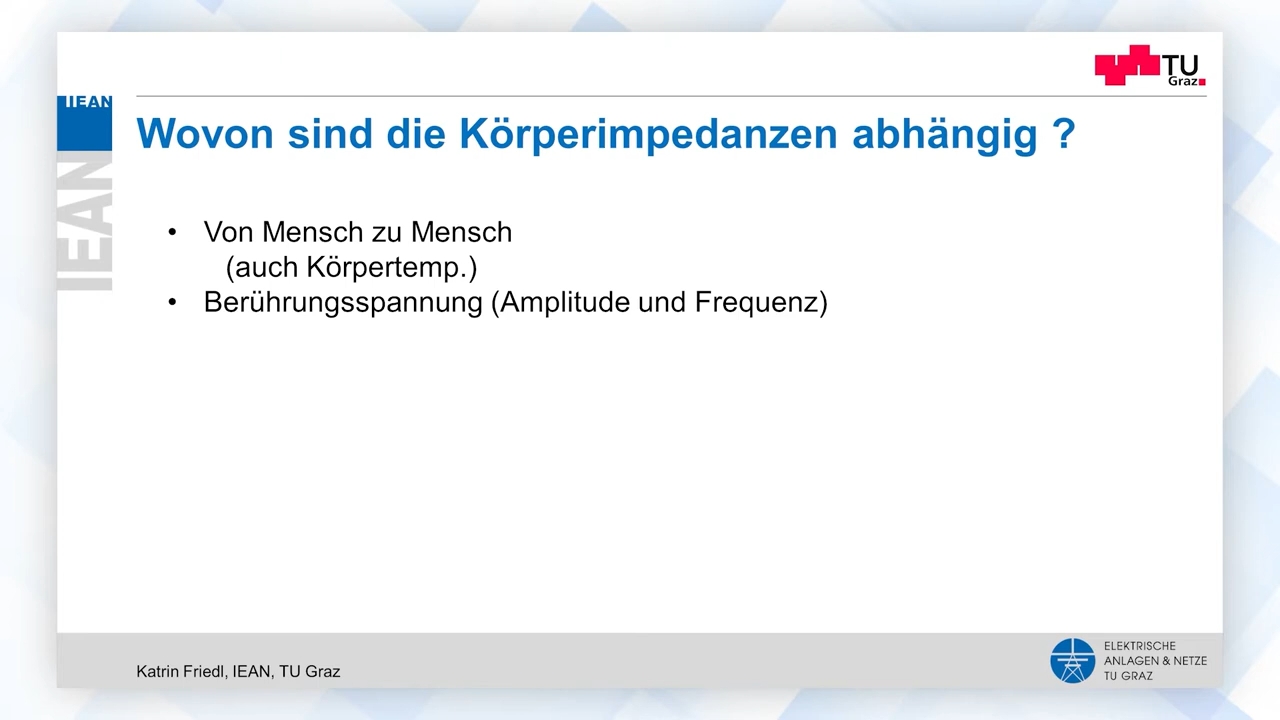 TU
Graz
IEAN
Wovon sind die Körperimpedanzen abhängig ?
IEAN
• Von Mensch zu Mensch
(auch Körpertemp.)
• Berührungsspannung (Amplitude und Frequenz)
Katrin Friedl, IEAN, TU Graz
ELEKTRISCHE
ANLAGEN & NETZE
TU GRAZ